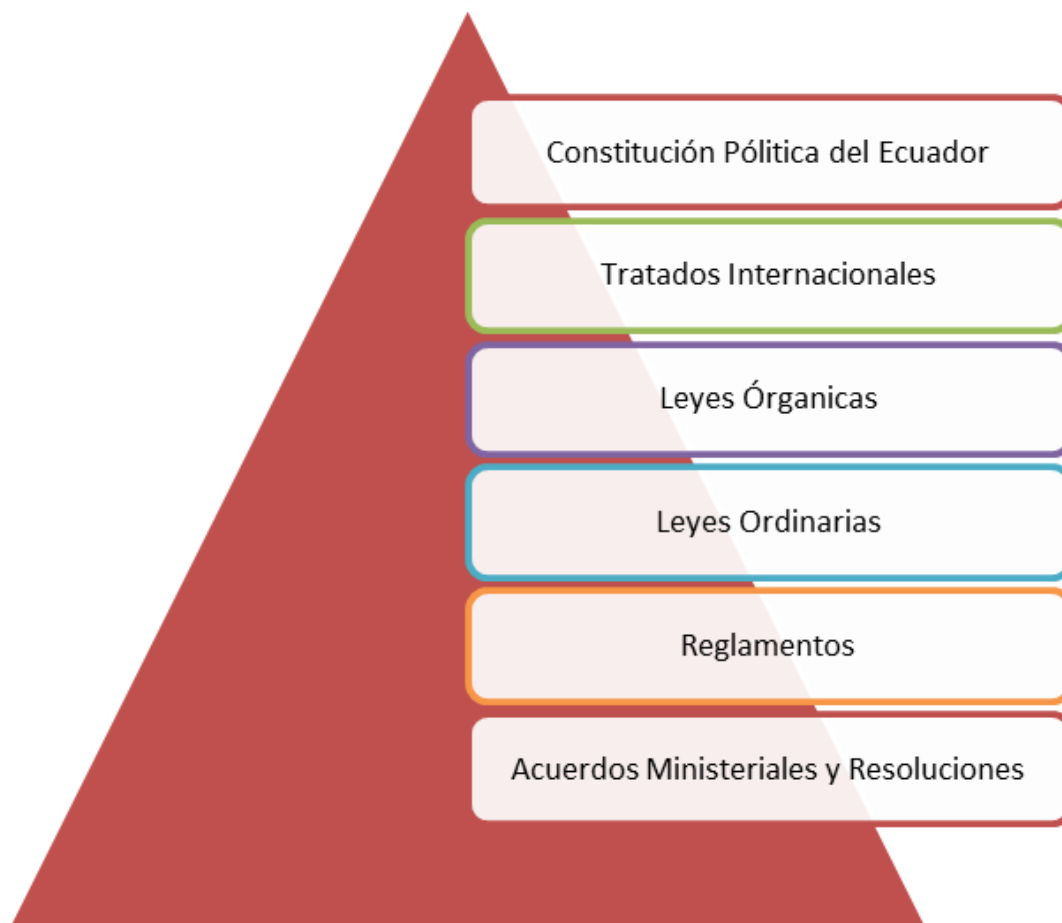 Constitución Pólitica del Ecuador
Tratados Internacionales
Leyes Órganicas
Leyes Ordinarias
Reglamentos
Acuerdos Ministeriales y Resoluciones